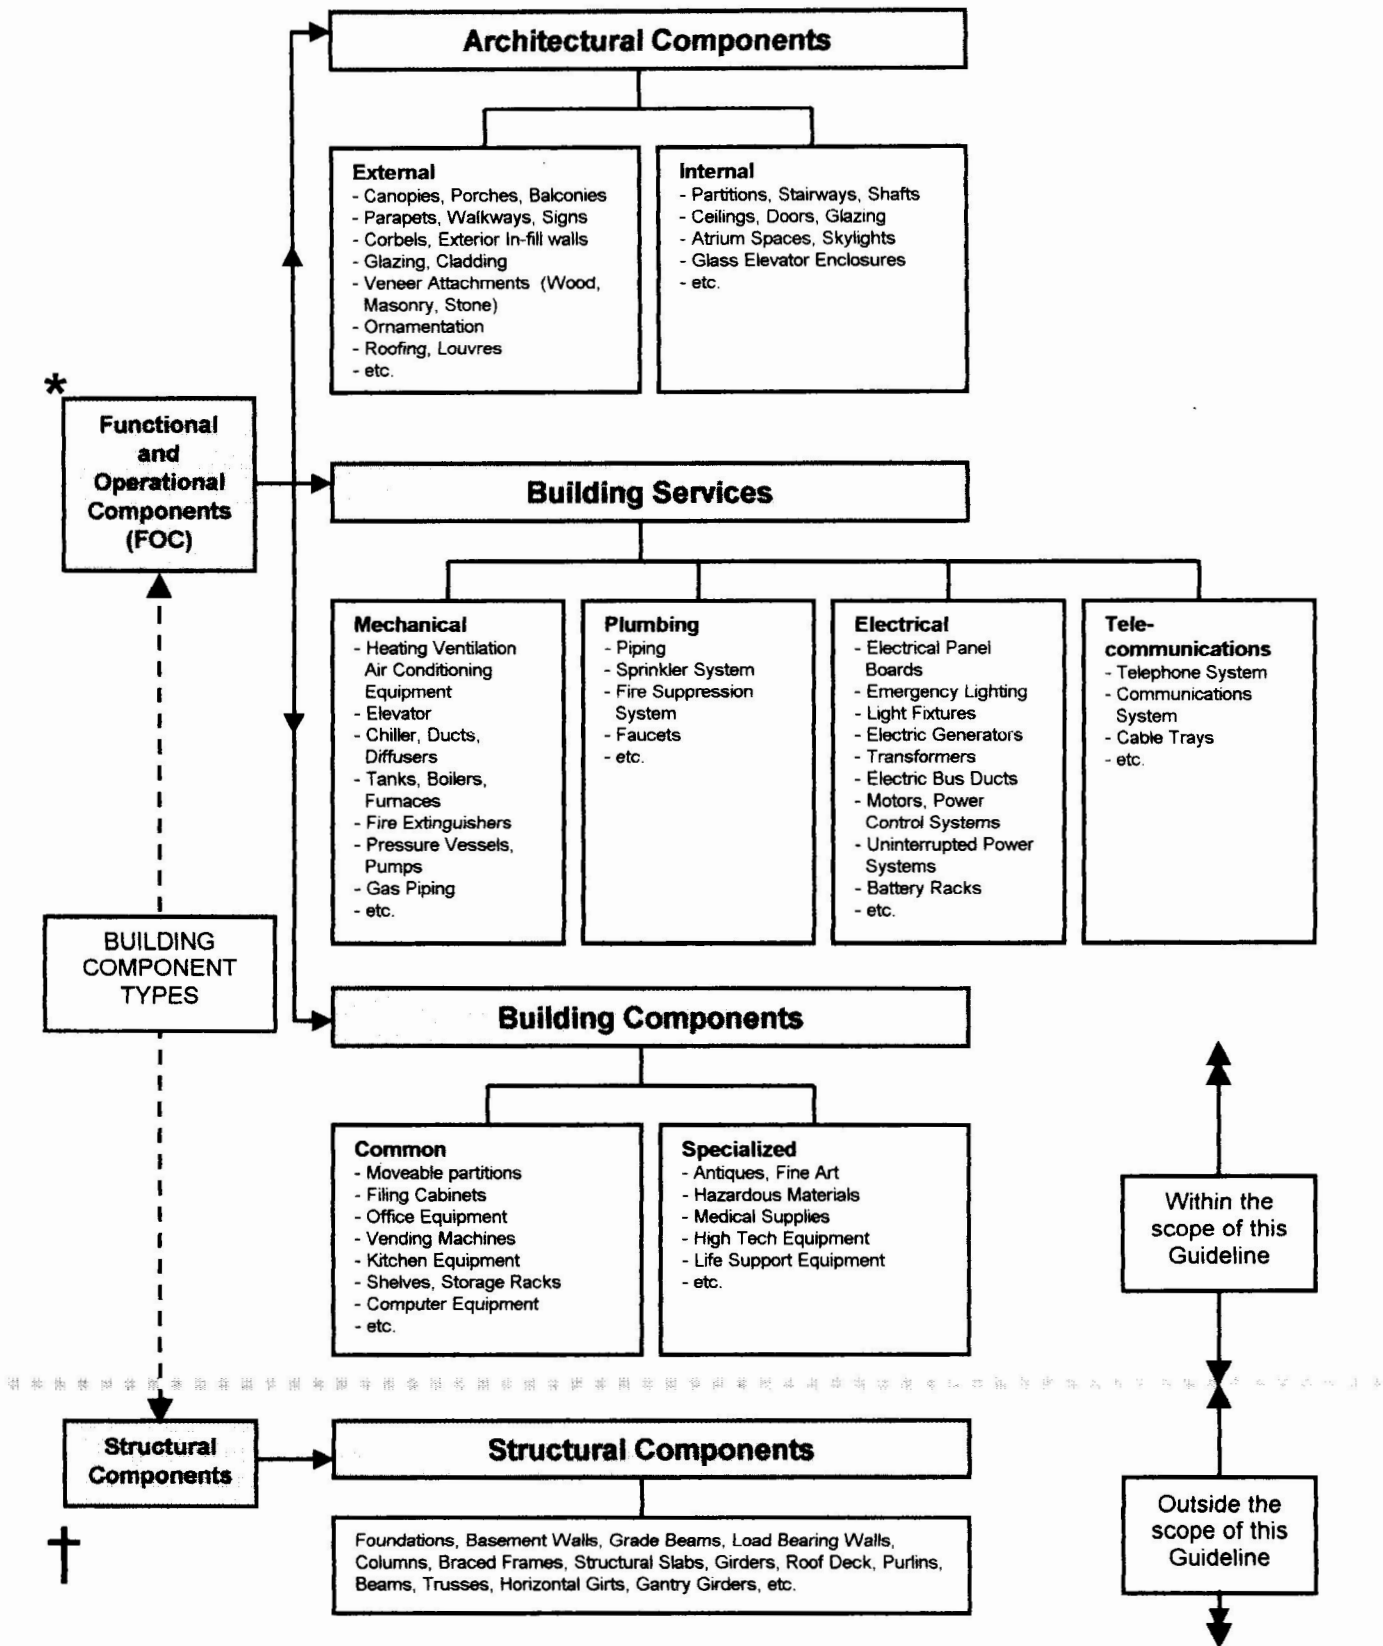 Architectural Components
External
- Canopies, Porches, Balconies
- Parapets, Walkways, Signs
- Corbels, Exterior In-fill walls
- Glazing, Cladding
- Veneer Attachments (Wood,
Masonry, Stone)
- Ornamentation
- Roofing, Louvres
- etc.
Internal
- Partitions, Stairways, Shafts
- Ceilings, Doors, Glazing
- Atrium Spaces, Skylights
- Glass Elevator Enclosures
- etc.
*
Functional
and
Operational
Components
(FOC)
Building Services
Mechanical
- Heating Ventilation
Air Conditioning
Equipment
- Elevator
- Chiller, Ducts,
Diffusers
- Tanks, Boilers,
Furnaces
- Fire Extinguishers
- Pressure Vessels,
Pumps
- Gas Piping
- etc.
Plumbing
- Piping
- Sprinkler System
- Fire Suppression
System
- Faucets
- etc.
Electrical
- Electrical Panel
Boards
- Emergency Lighting
- Light Fixtures
- Electric Generators
- Transformers
- Electric Bus Ducts
- Motors, Power
Control Systems
- Uninterrupted Power
Systems
- Battery Racks
- etc.
Tele-
communications
- Telephone System
- Communications
System
- Cable Trays
- etc.
BUILDING
COMPONENT
TYPES
Building Components
Common
- Moveable partitions
- Filing Cabinets
- Office Equipment
- Vending Machines
- Kitchen Equipment
- Shelves, Storage Racks
- Computer Equipment
- etc.
Specialized
- Antiques, Fine Art
- Hazardous Materials
- Medical Supplies
- High Tech Equipment
- Life Support Equipment
- etc.
Within the
scope of this
Guideline
Structural
Components
†
Structural Components
Foundations, Basement Walls, Grade Beams, Load Bearing Walls,
Columns, Braced Frames, Structural Slabs, Girders, Roof Deck, Purlins,
Beams, Trusses, Horizontal Girts, Gantry Girders, etc.
Outside the
scope of this
Guideline